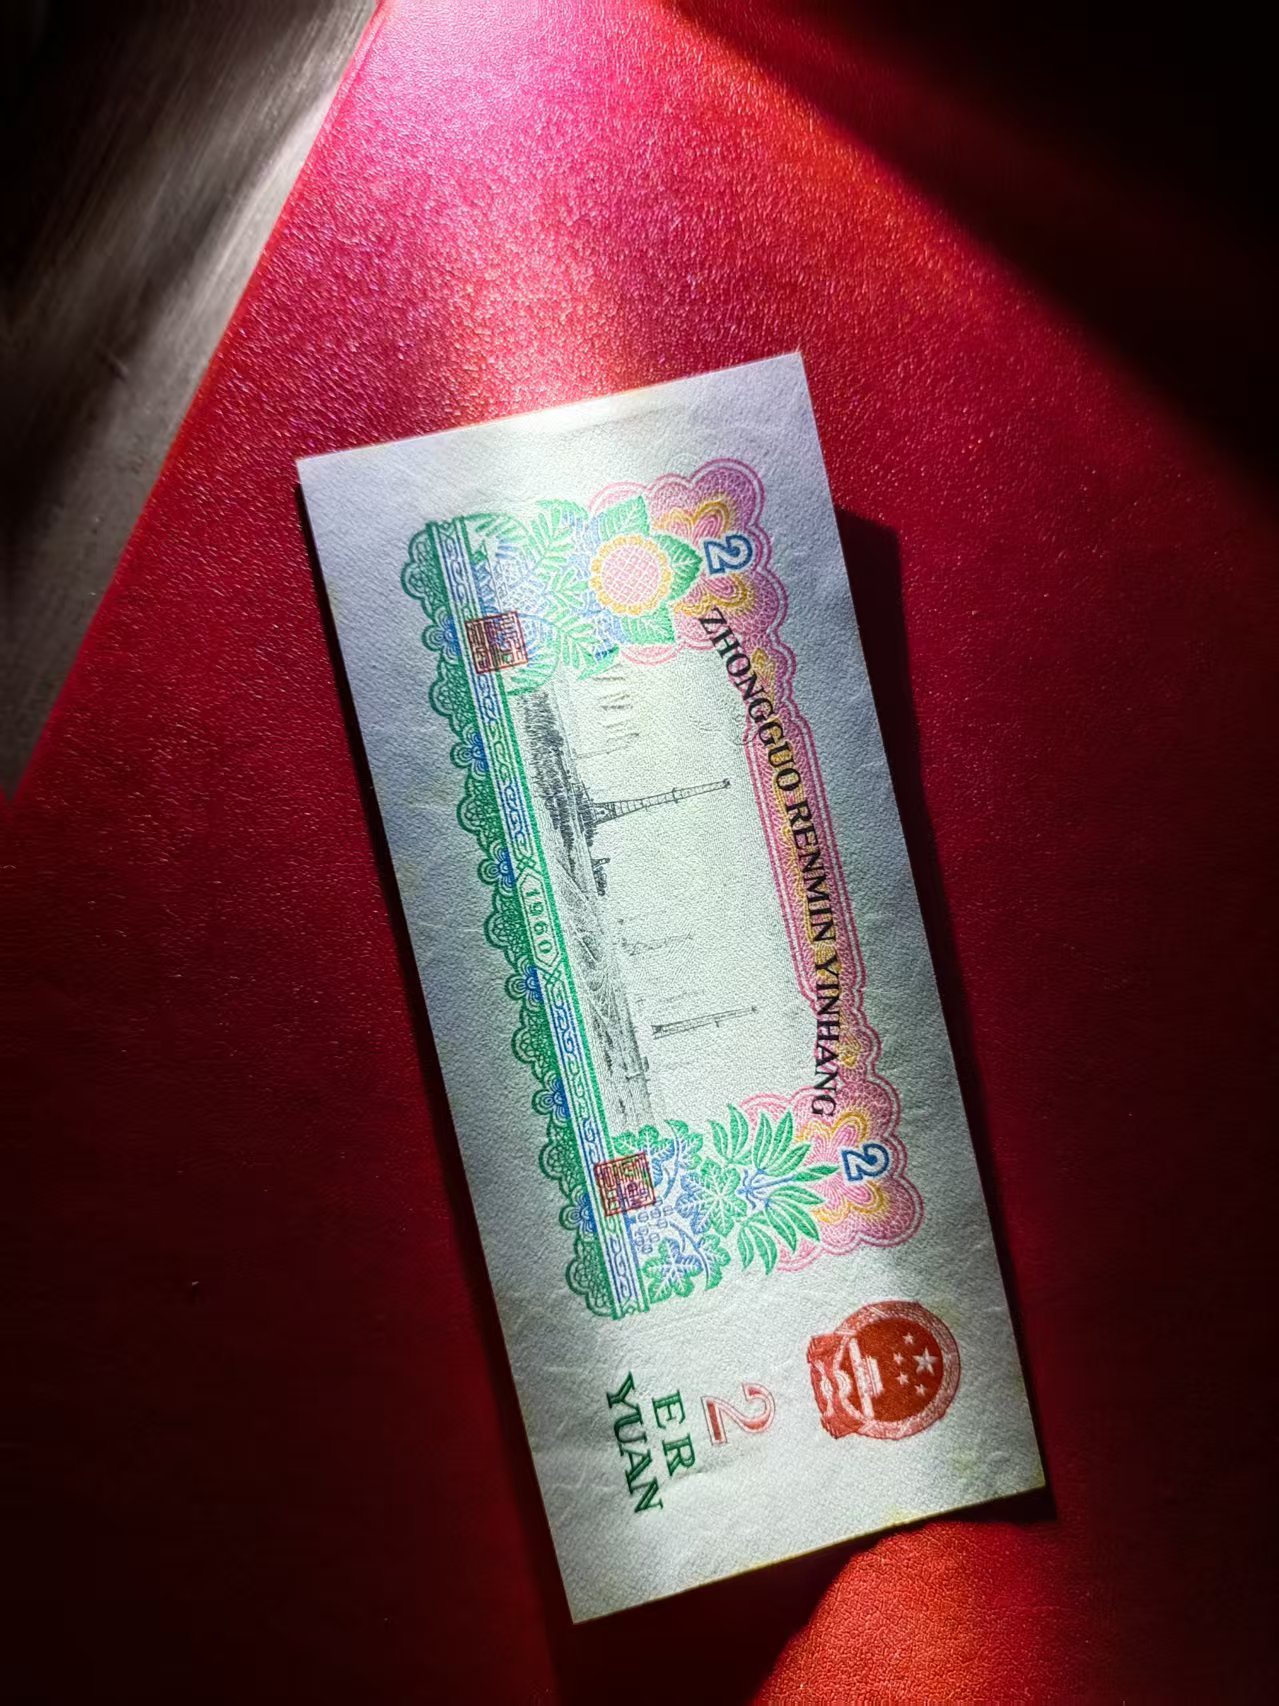 2
ZHONGGUO RENMIN YINHANG
2
1960
2
ER
YUAN